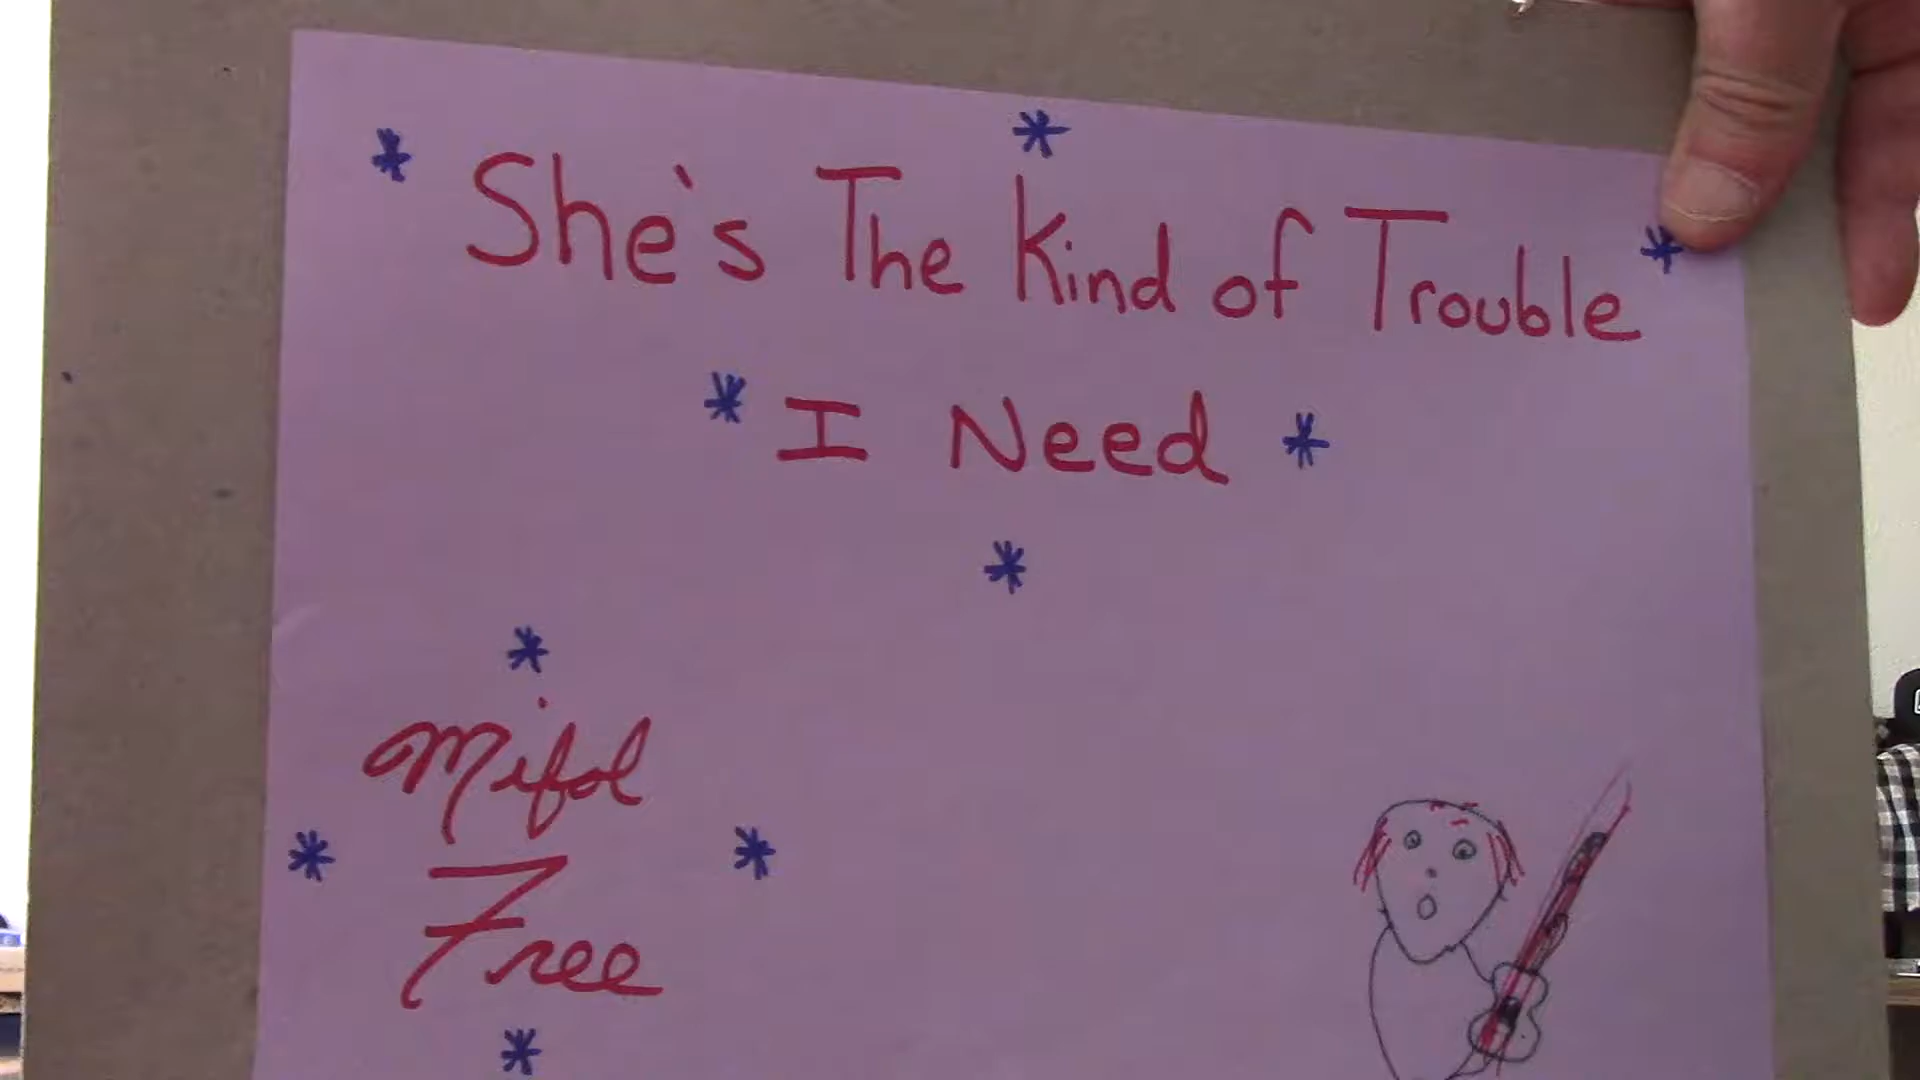 * *
She's The Kind of Trouble *
* I Need *
*
*
Mifol
* Free *
*